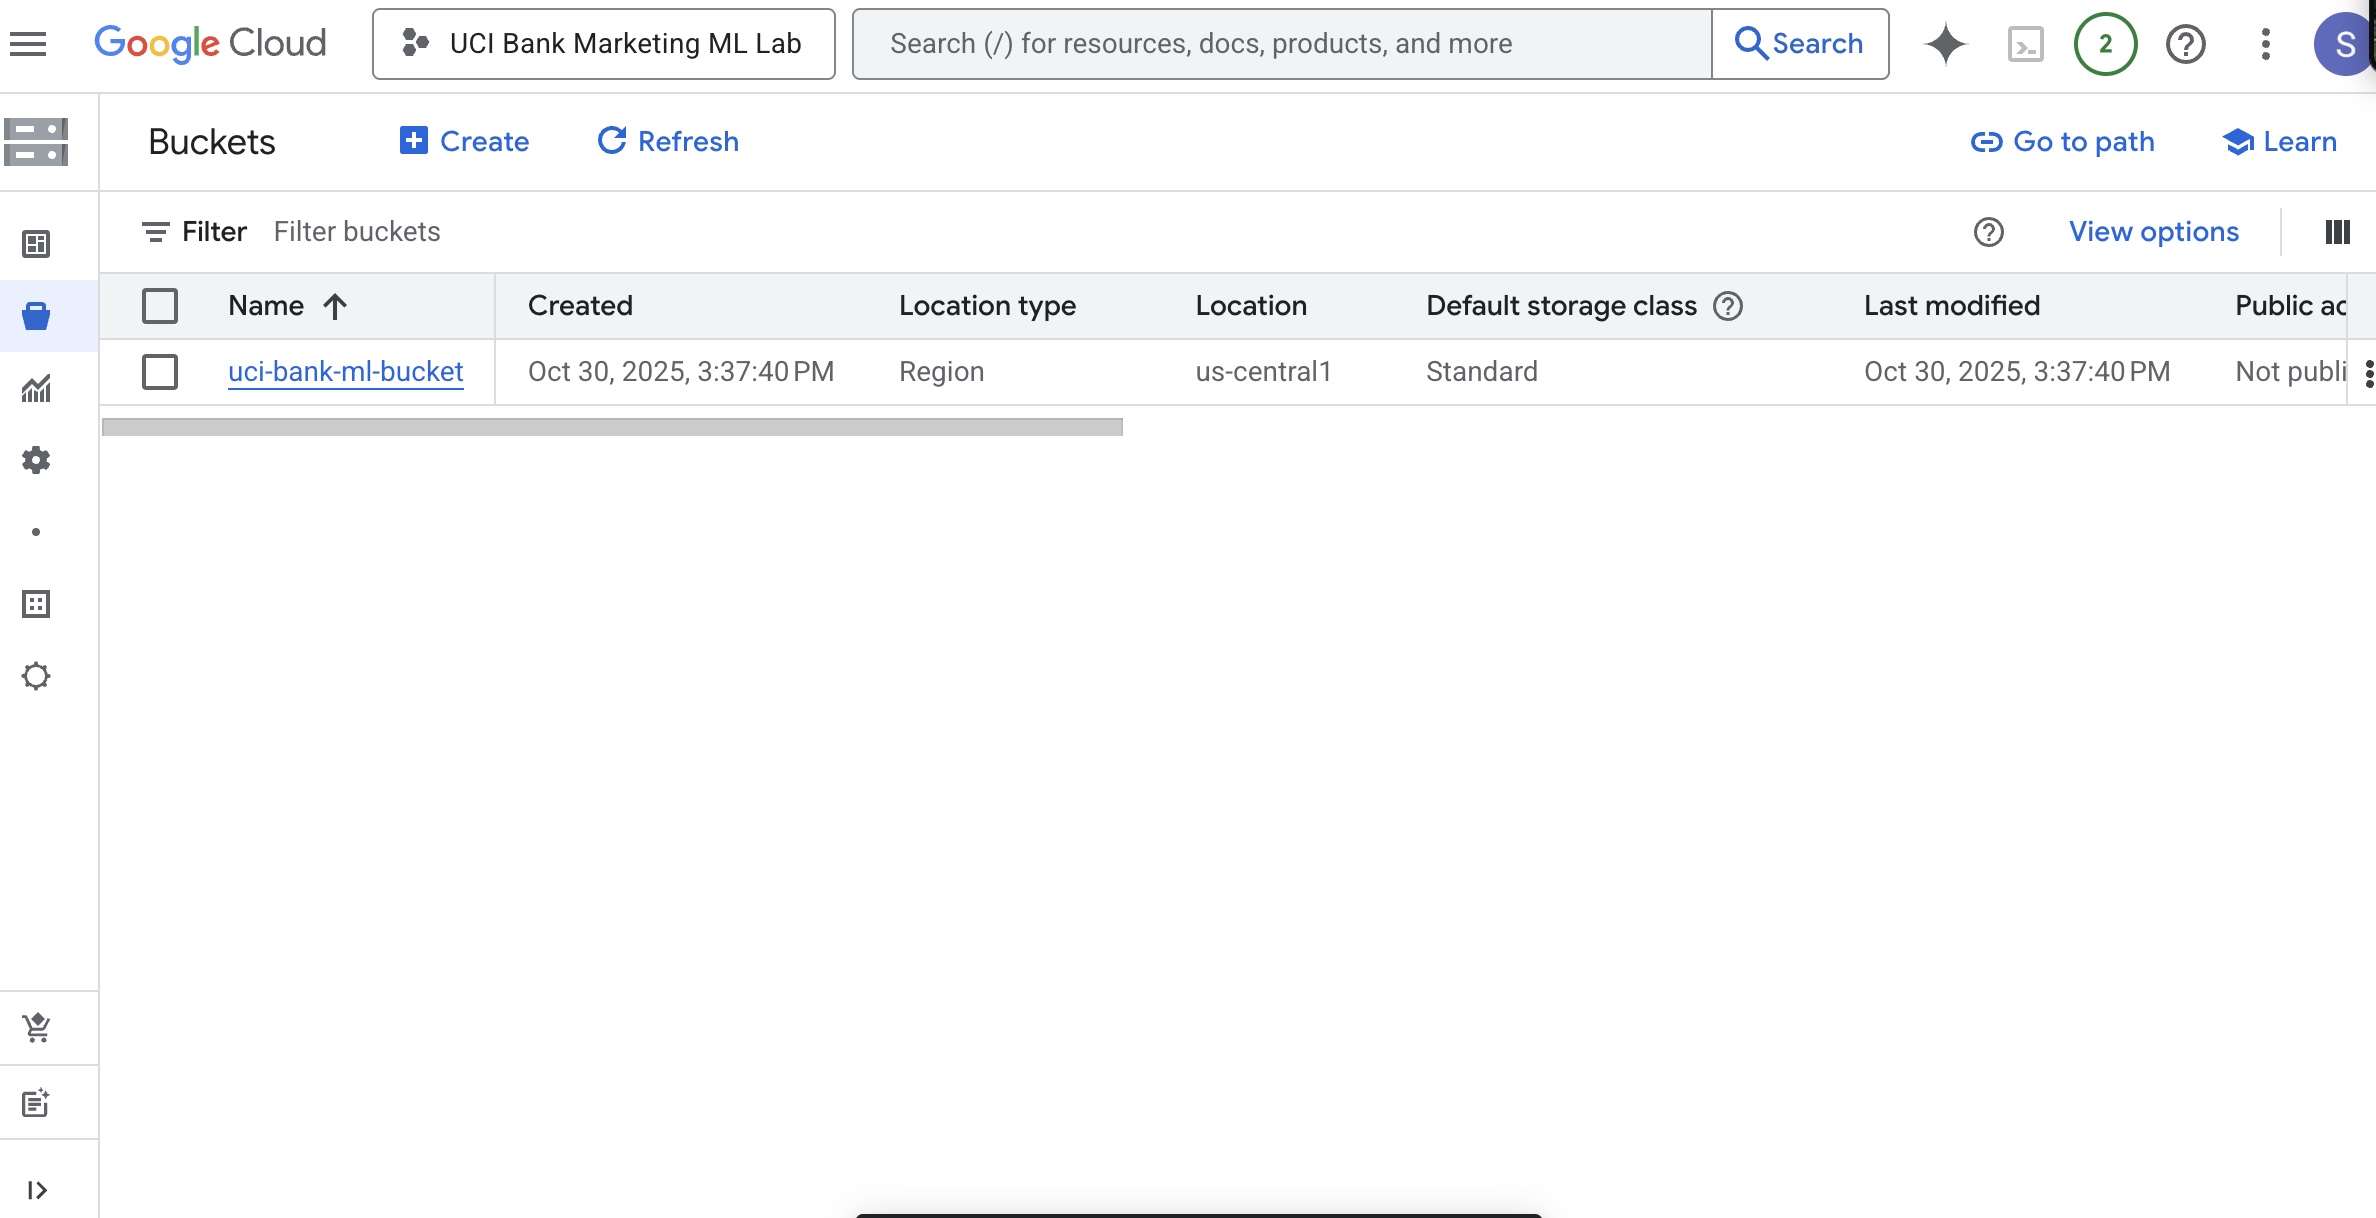 Google Cloud UCI Bank Marketing ML Lab Search (/) for resources, docs, products, and more Search 2 S
Buckets Create Refresh Go to path Learn
Filter Filter buckets View options
Name Created Location type Location Default storage class Last modified Public ac
uci-bank-ml-bucket Oct 30, 2025, 3:37:40 PM Region us-central1 Standard Oct 30, 2025, 3:37:40 PM Not publi